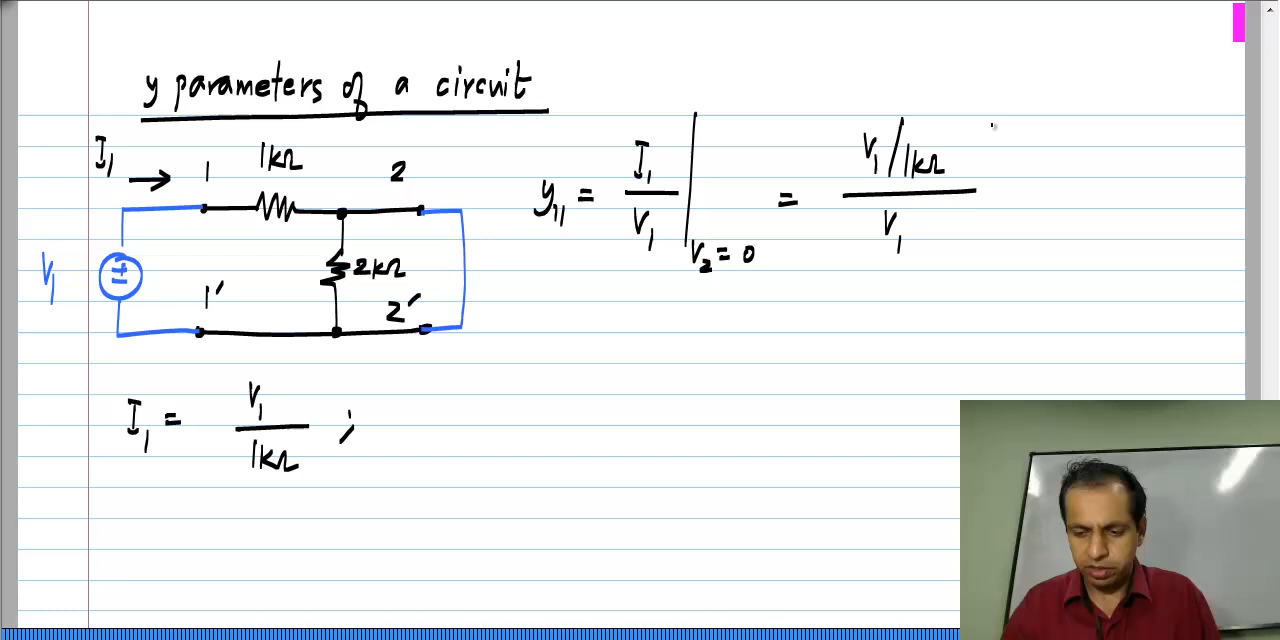 y parameters of a circuit
I₁ → 1 1kΩ 2
V₁ ± 2kΩ
1′ 2′
y₁₁ = I₁ / V₁ | V₂ = 0 = V₁/1kΩ / V₁
I₁ = V₁ / 1kΩ ;